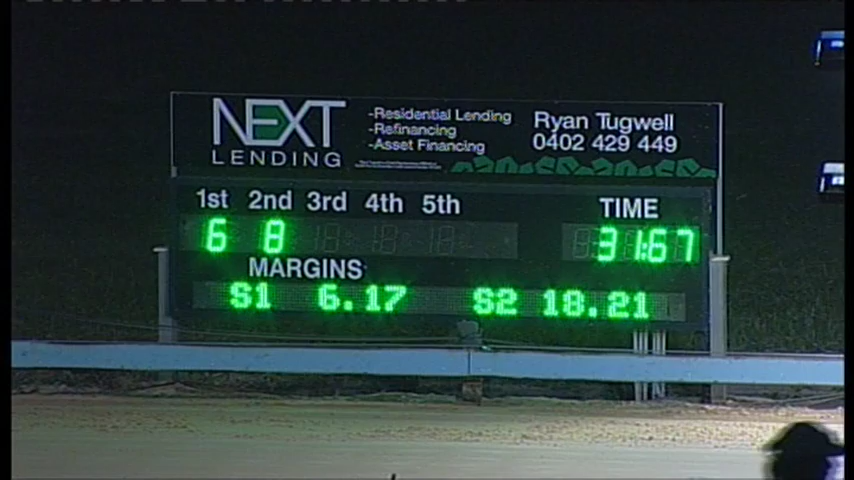 NEXT
LENDING
-Residential Lending
-Refinancing
-Asset Financing
Ryan Tugwell
0402 429 449
1st 2nd 3rd 4th 5th TIME
6 8 31:67
MARGINS
S1 6.17 S2 18.21